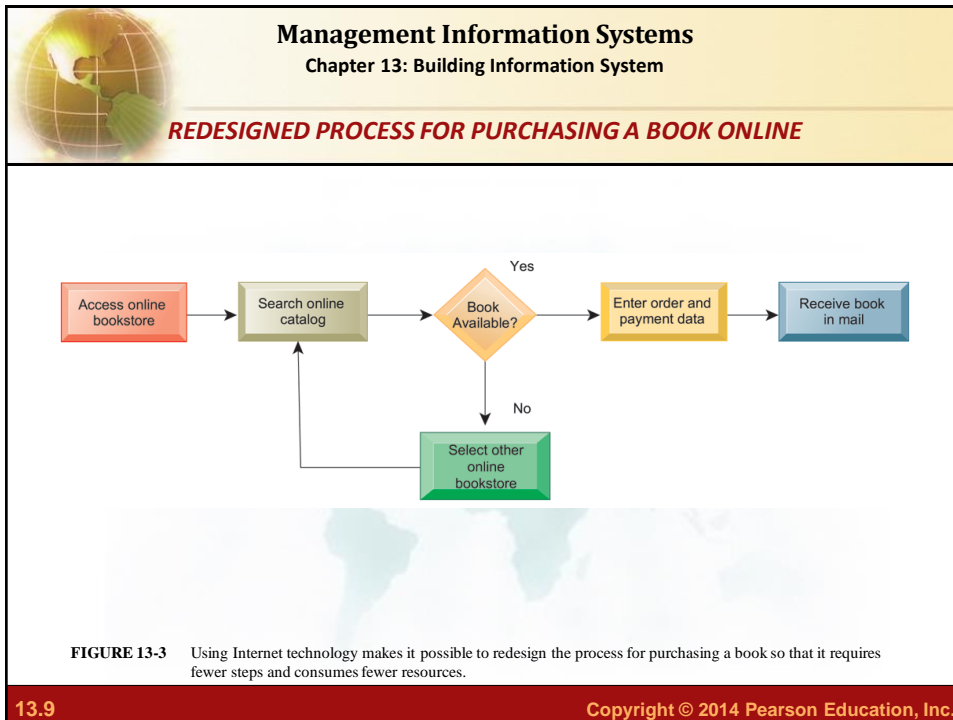 Management Information Systems
Chapter 13: Building Information System
REDESIGNED PROCESS FOR PURCHASING A BOOK ONLINE
Access online
bookstore
Search online
catalog
Book
Available?
Yes
Enter order and
payment data
Receive book
in mail
No
Select other
online
bookstore
FIGURE 13-3 Using Internet technology makes it possible to redesign the process for purchasing a book so that it requires
fewer steps and consumes fewer resources.
13.9
Copyright © 2014 Pearson Education, Inc.